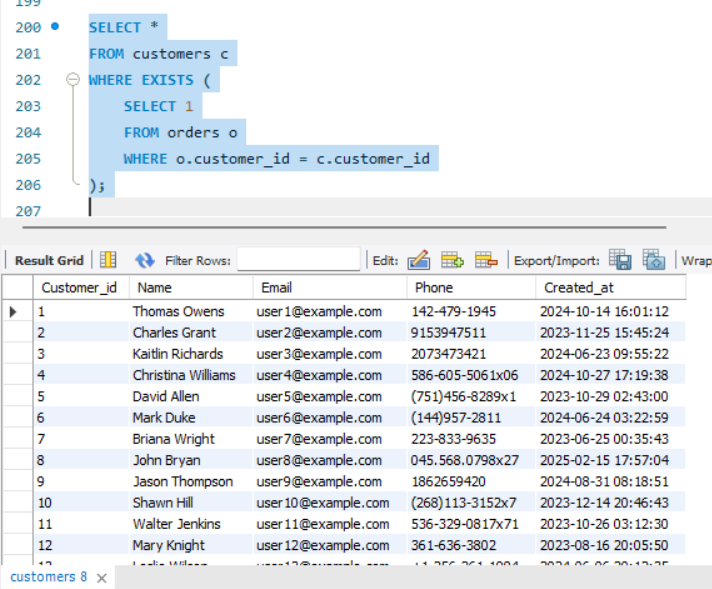 199
200 SELECT *
201 FROM customers c
202 WHERE EXISTS (
203 SELECT 1
204 FROM orders o
205 WHERE o.customer_id = c.customer_id
206 );
207
Result Grid Filter Rows: Edit: Export/Import: Wrap
Customer_id Name Email Phone Created_at
1 Thomas Owens user1@example.com 142-479-1945 2024-10-14 16:01:12
2 Charles Grant user2@example.com 9153947511 2023-11-25 15:45:24
3 Kaitlin Richards user3@example.com 2073473421 2024-06-23 09:55:22
4 Christina Williams user4@example.com 586-605-5061x06 2024-10-27 17:19:38
5 David Allen user5@example.com (751)456-8289x1 2023-10-29 02:43:00
6 Mark Duke user6@example.com (144)957-2811 2024-06-24 03:22:59
7 Briana Wright user7@example.com 223-833-9635 2023-06-25 00:35:43
8 John Bryan user8@example.com 045.568.0798x27 2025-02-15 17:57:04
9 Jason Thompson user9@example.com 1862659420 2024-08-31 08:18:51
10 Shawn Hill user10@example.com (268)113-3152x7 2023-12-14 20:46:43
11 Walter Jenkins user11@example.com 536-329-0817x71 2023-10-26 03:12:30
12 Mary Knight user12@example.com 361-636-3802 2023-08-16 20:05:50
customers 8